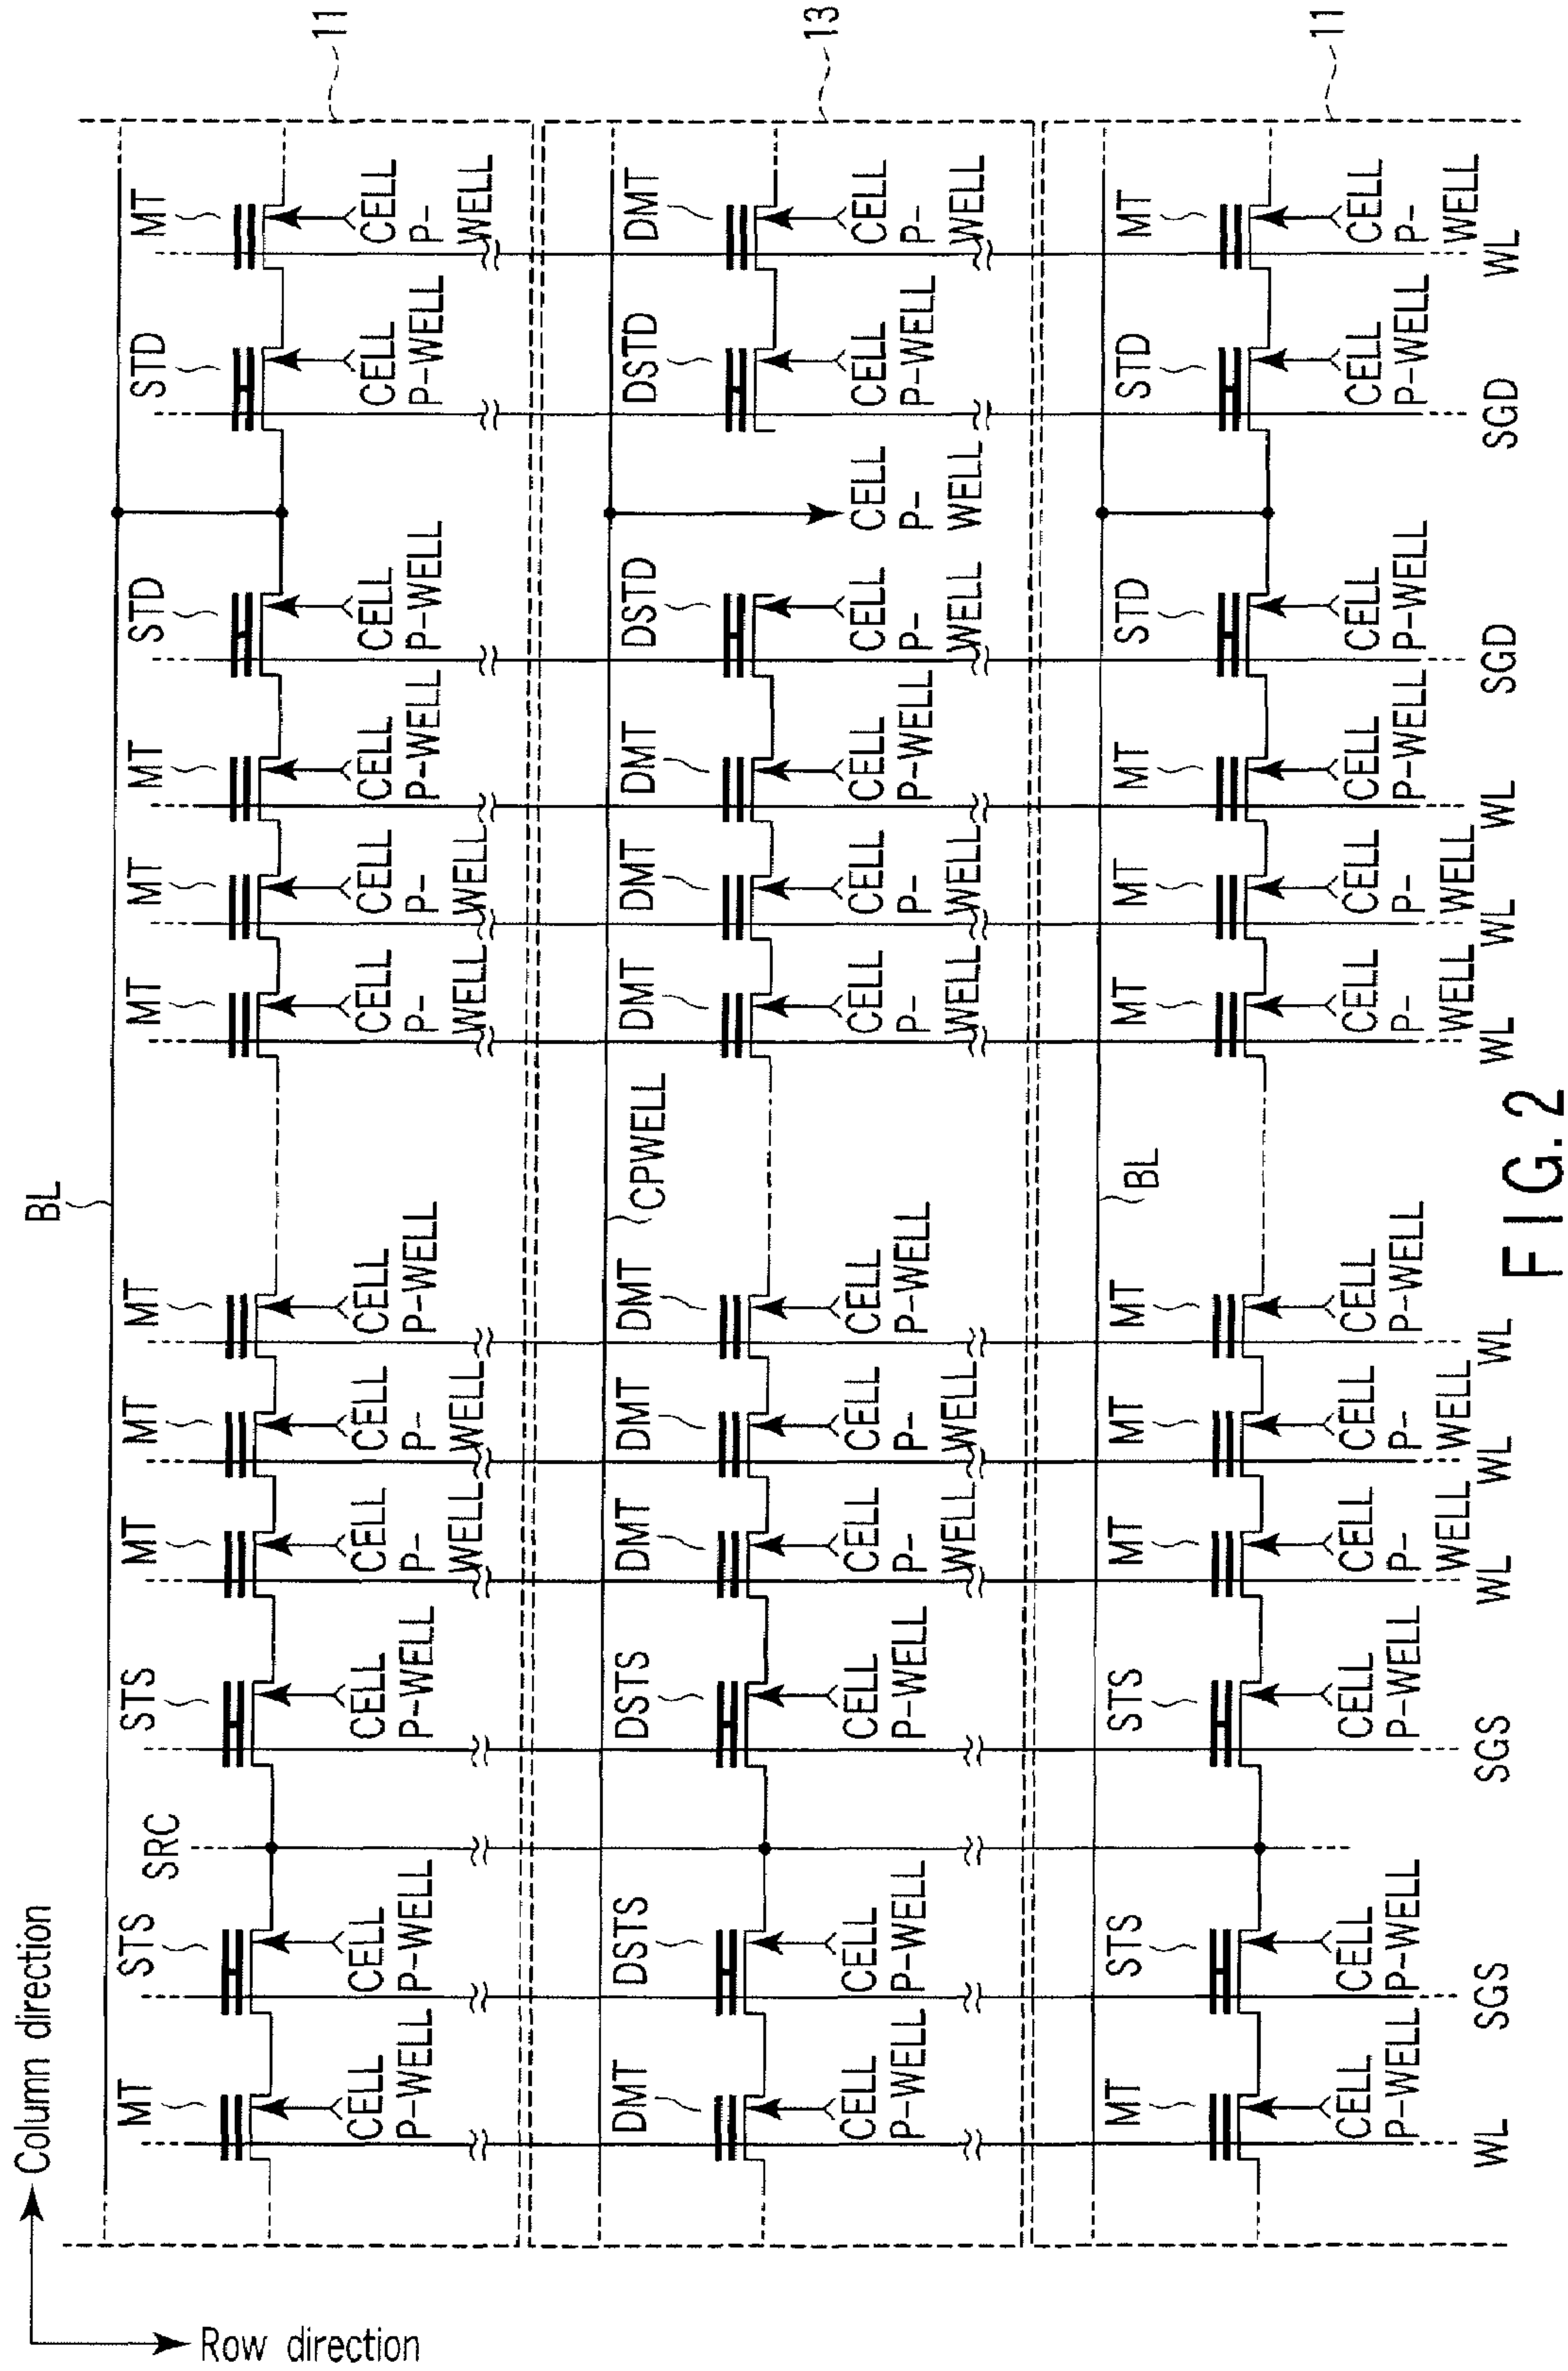 Column direction
Row direction
BL
MT
STS
SRC
STS
MT
MT
MT
MT
MT
MT
STD
STD
MT
11
CELL
P-WELL
CELL
P-WELL
CELL
P-WELL
CELL
P-
WELL
CELL
P-
WELL
CELL
P-WELL
CELL
P-
WELL
CELL
P-
WELL
CELL
P-WELL
CELL
P-WELL
CELL
P-WELL
CELL
P-
WELL
CPWELL
DMT
DSTS
DSTS
DMT
DMT
DMT
DMT
DMT
DMT
DSTD
DSTD
DMT
13
CELL
P-WELL
CELL
P-WELL
CELL
P-WELL
CELL
P-
WELL
CELL
P-
WELL
CELL
P-WELL
CELL
P-
WELL
CELL
P-
WELL
CELL
P-WELL
CELL
P-
WELL
CELL
P-
WELL
CELL
P-WELL
CELL
P-
WELL
BL
MT
STS
STS
MT
MT
MT
MT
MT
MT
STD
STD
MT
11
CELL
P-WELL
CELL
P-WELL
CELL
P-WELL
CELL
P-
WELL
CELL
P-
WELL
CELL
P-WELL
CELL
P-
WELL
CELL
P-
WELL
CELL
P-WELL
CELL
P-WELL
CELL
P-WELL
CELL
P-
WELL
WL
SGS
SGS
WL
WL
WL
WL
WL
WL
SGD
SGD
WL
FIG. 2